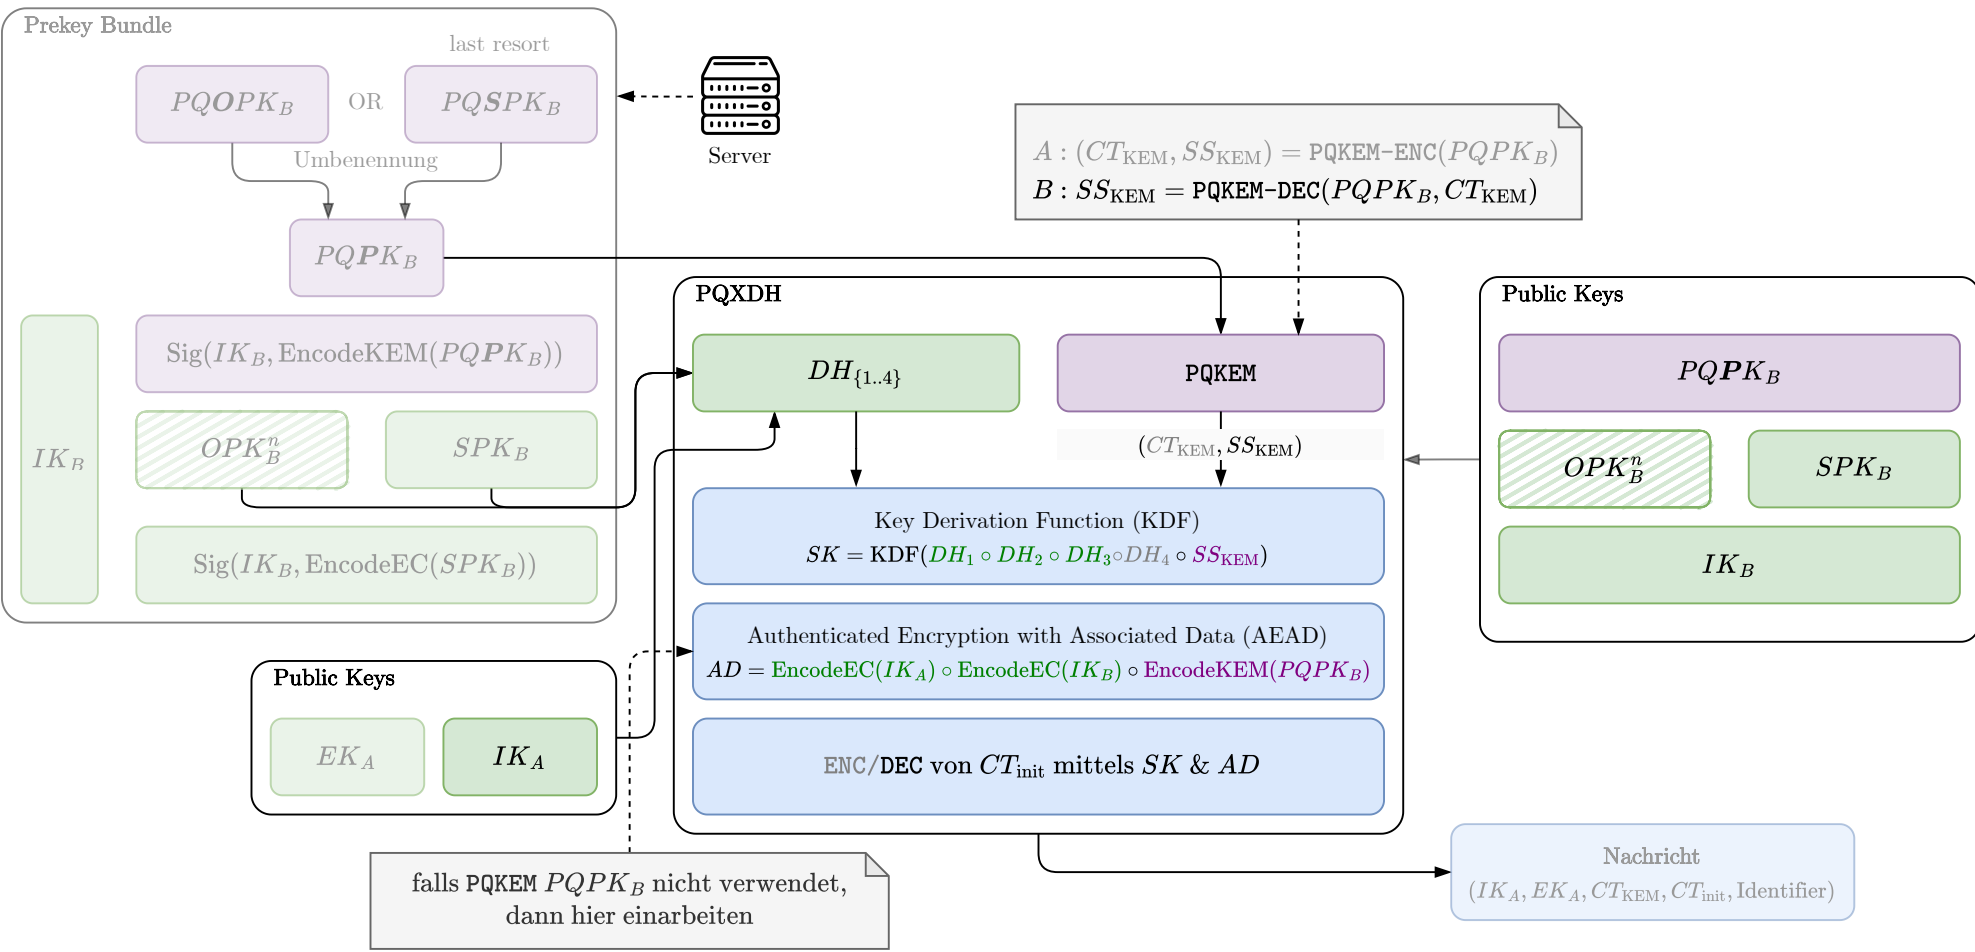 Prekey Bundle
last resort
PQOPK_B OR PQSPK_B
Umbenennung
PQPK_B
Sig(IK_B, EncodeKEM(PQPK_B))
IK_B
OPK_B^n SPK_B
Sig(IK_B, EncodeEC(SPK_B))
Server
A : (CT_KEM, SS_KEM) = PQKEM-ENC(PQPK_B)
B : SS_KEM = PQKEM-DEC(PQPK_B, CT_KEM)
PQXDH
DH_{1..4} PQKEM
(CT_KEM, SS_KEM)
Key Derivation Function (KDF)
SK = KDF(DH_1 ∘ DH_2 ∘ DH_3 ∘ DH_4 ∘ SS_KEM)
Authenticated Encryption with Associated Data (AEAD)
AD = EncodeEC(IK_A) ∘ EncodeEC(IK_B) ∘ EncodeKEM(PQPK_B)
ENC/DEC von CT_init mittels SK & AD
Public Keys
PQPK_B
OPK_B^n SPK_B
IK_B
Public Keys
EK_A IK_A
falls PQKEM PQPK_B nicht verwendet,
dann hier einarbeiten
Nachricht
(IK_A, EK_A, CT_KEM, CT_init, Identifier)